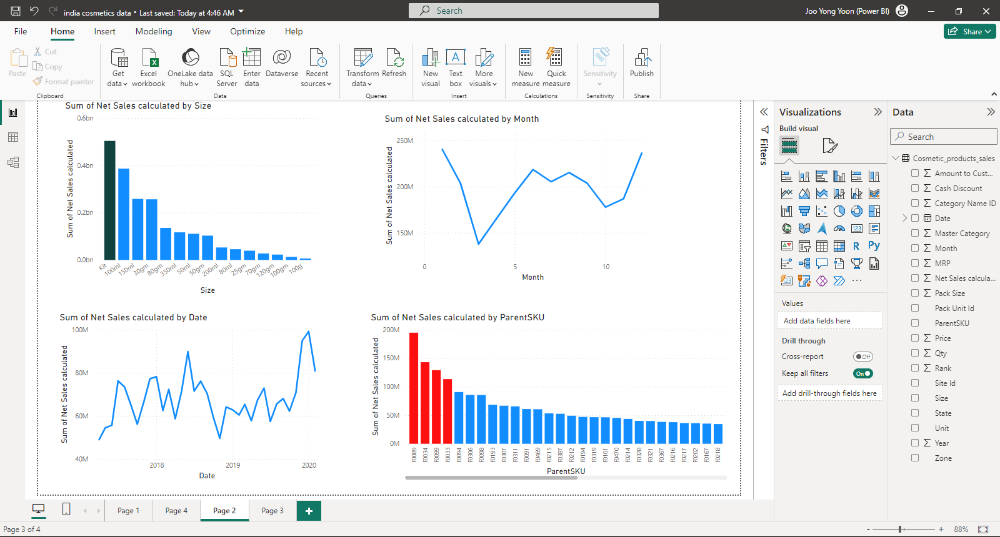 india cosmetics data • Last saved: Today at 4:46 AM
Search
Joo Yong Yoon (Power BI)
File
Home
Insert
Modeling
View
Optimize
Help
Share
Paste
Cut
Copy
Format painter
Clipboard
Get data
Excel workbook
OneLake data hub
SQL Server
Enter data
Dataverse
Recent sources
Data
Transform data
Refresh
Queries
New visual
Text box
More visuals
Insert
New measure
Quick measure
Calculations
Sensitivity
Sensitivity
Publish
Share
Sum of Net Sales calculated by Size
Sum of Net Sales calculated
0.6bn
0.4bn
0.2bn
0.0bn
Kit
100ml
150ml
30gm
80gm
350ml
50ml
50gm
200ml
80ml
25gm
70gm
120gm
100gm
100g
Size
Sum of Net Sales calculated by Month
Sum of Net Sales calculated
250M
200M
150M
0
5
10
Month
Sum of Net Sales calculated by Date
Sum of Net Sales calculated
100M
80M
60M
40M
2018
2019
2020
Date
Sum of Net Sales calculated by ParentSKU
Sum of Net Sales calculated
200M
150M
100M
50M
0M
F0089
F0034
F0099
F0033
F0094
F0306
F0098
F0193
F0307
F0311
F0091
F0469
F0215
F0387
F0212
F0194
F0319
F0101
F0470
F0214
F0328
F0321
F0367
F0216
F0217
F0202
F0167
F0218
ParentSKU
Filters
Visualizations
Build visual
123
R
Py
123
Values
Add data fields here
Drill through
Cross-report
Off
Keep all filters
On
Add drill-through fields here
Data
Search
Cosmetic_products_sales
Amount to Cust...
Cash Discount
Category Name ID
Date
Master Category
Month
MRP
Net Sales calcula...
Pack Size
Pack Unit Id
ParentSKU
Price
Qty
Rank
Site Id
Size
State
Unit
Year
Zone
Page 1
Page 4
Page 2
Page 3
Page 3 of 4
88%